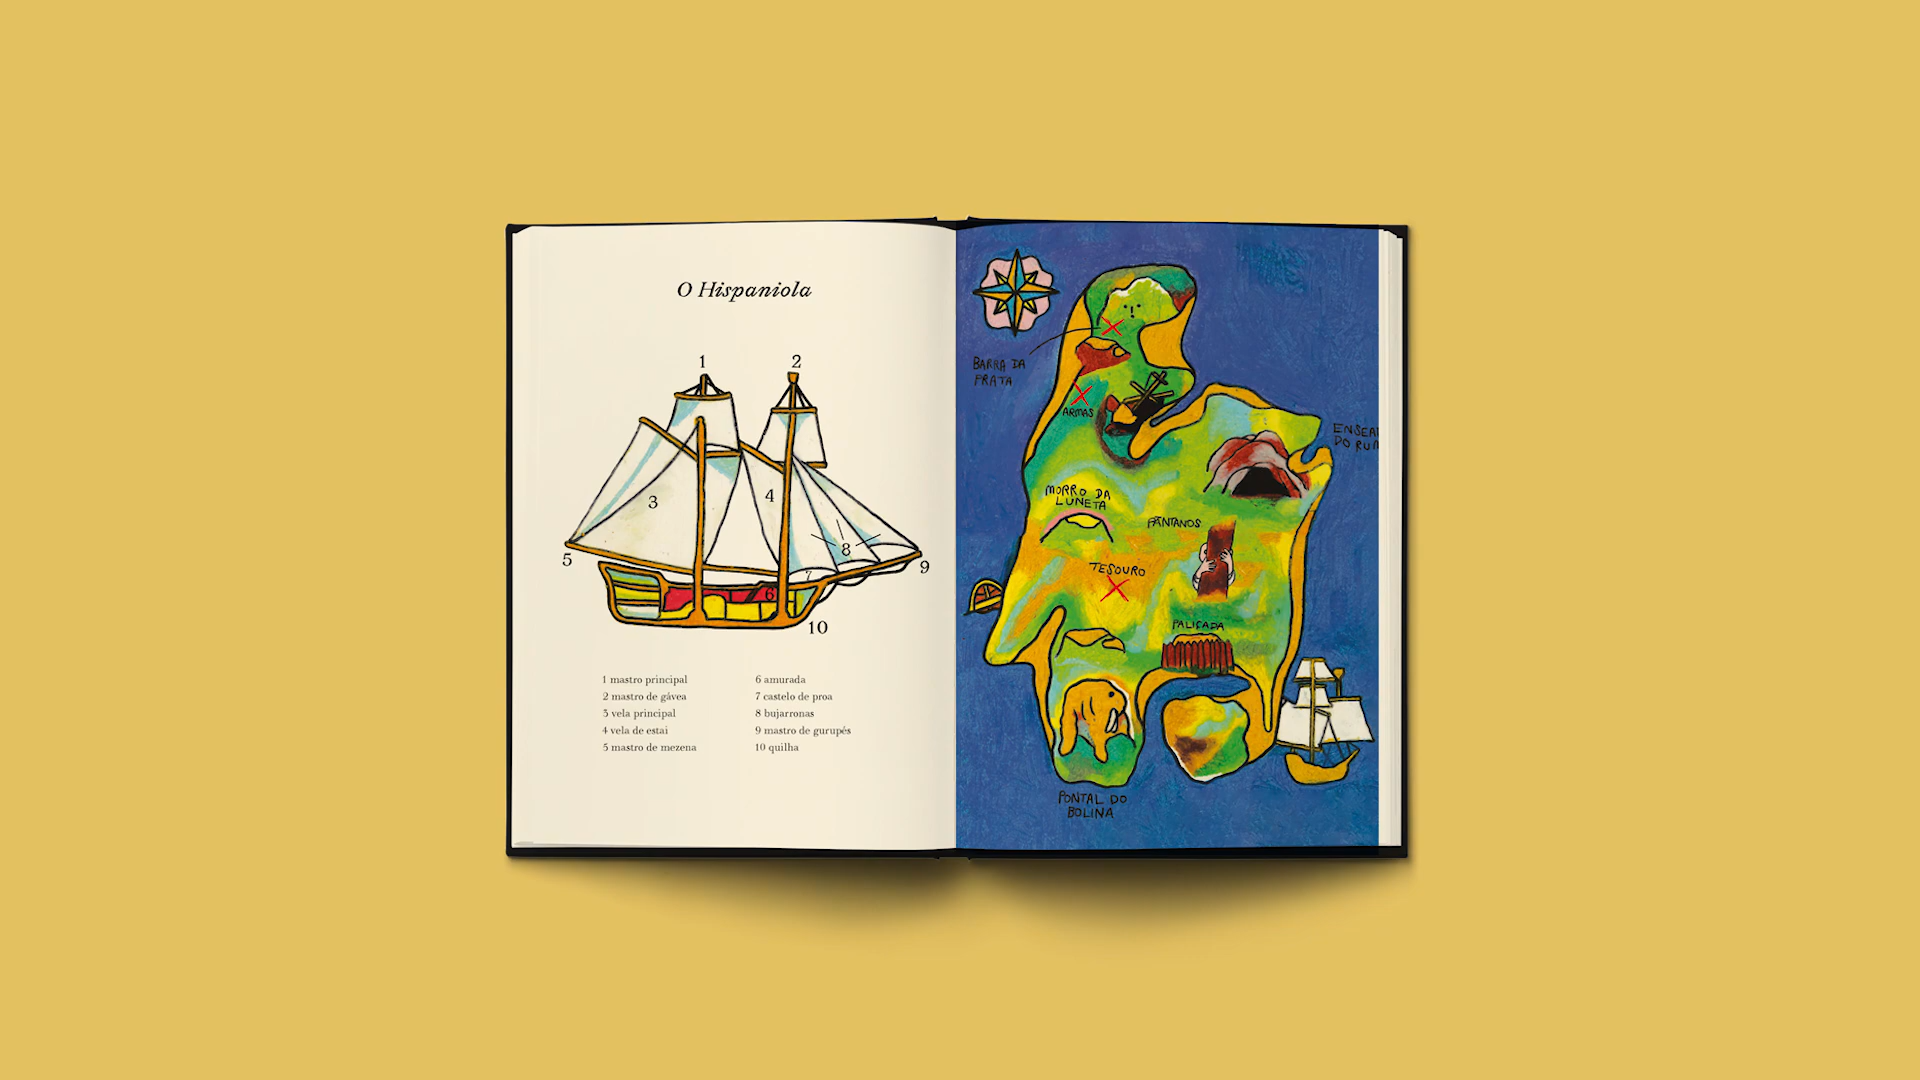 O Hispaniola
1
2
3
4
5
6
7
8
9
10
1 mastro principal
2 mastro de gávea
3 vela principal
4 vela de estai
5 mastro de mezena
6 amurada
7 castelo de proa
8 bujarronas
9 mastro de gurupés
10 quilha
BARRA DA
PRATA
ARMAS
ENSEA
DO RUM
MORRO DA
LUNETA
PÂNTANOS
TESOURO
PALIÇADA
PONTAL DO
BOLINA